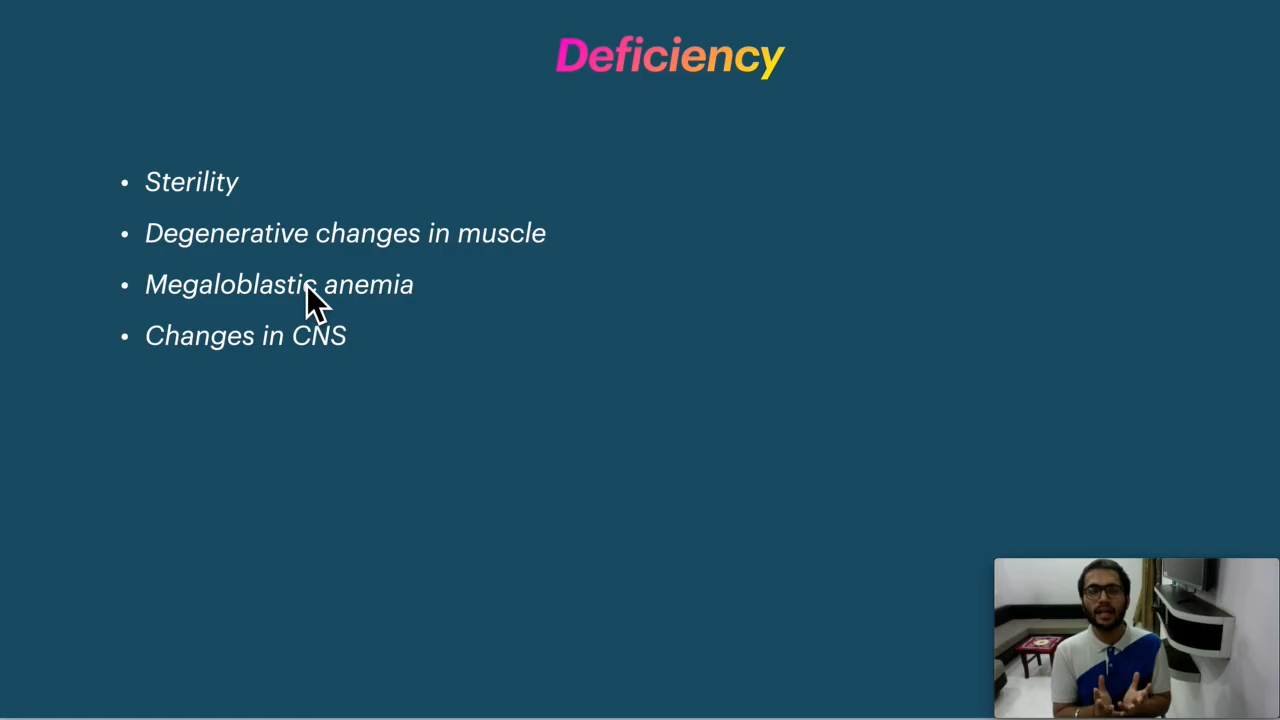 Deficiency
• Sterility
• Degenerative changes in muscle
• Megaloblastic anemia
• Changes in CNS